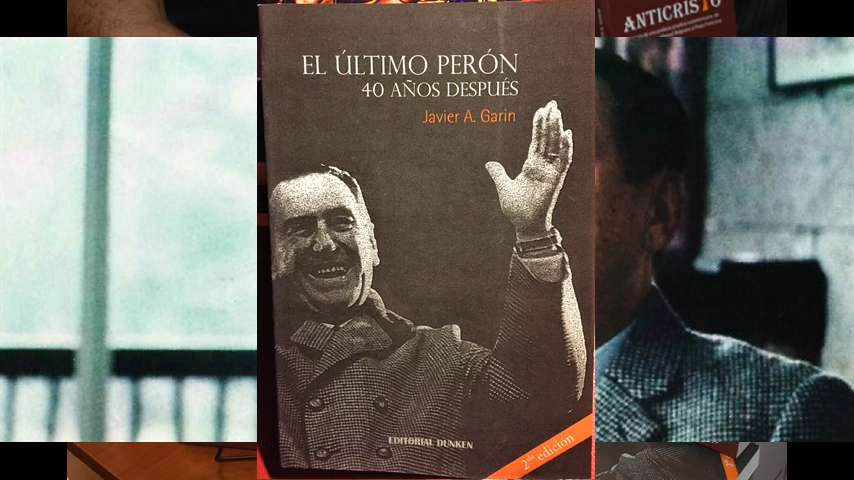 ANTICRISTO
EL ÚLTIMO PERÓN
40 AÑOS DESPUÉS
Javier A. Garin
EDITORIAL DUNKEN
2da edición